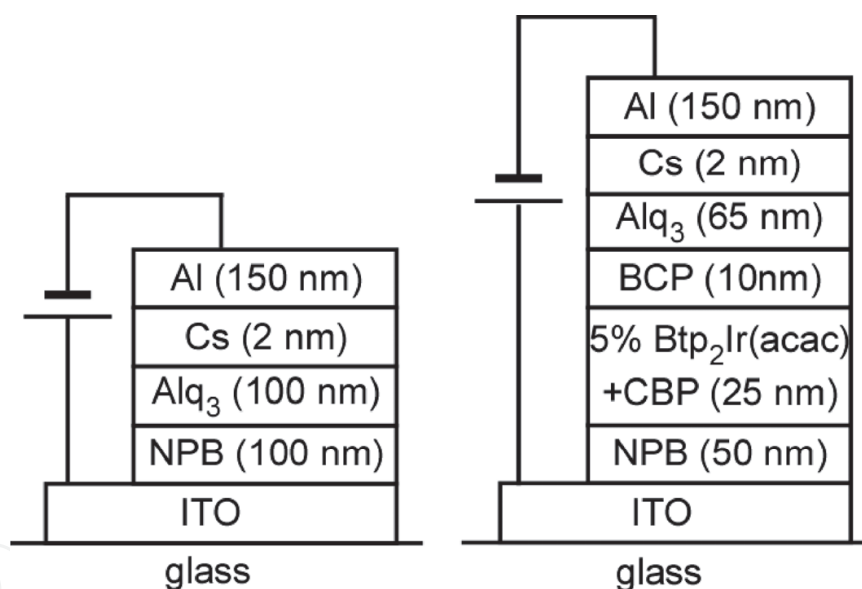 Al (150 nm)
Cs (2 nm)
Alq3 (100 nm)
NPB (100 nm)
ITO
glass
Al (150 nm)
Cs (2 nm)
Alq3 (65 nm)
BCP (10nm)
5% Btp2Ir(acac)
+CBP (25 nm)
NPB (50 nm)
ITO
glass